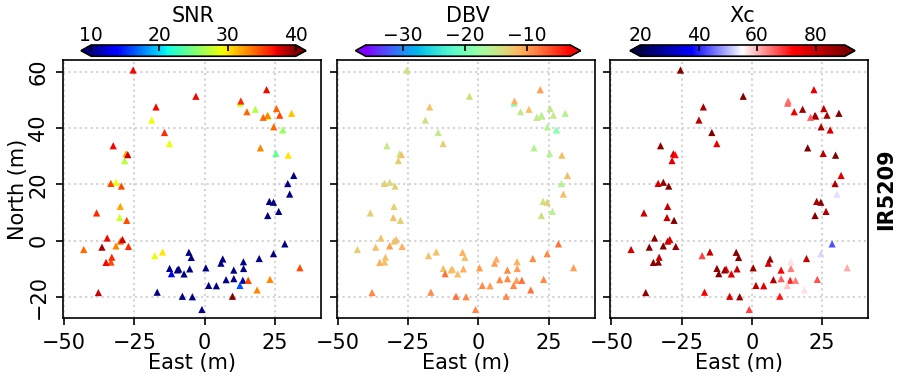 SNR DBV Xc
10 20 30 40 −30 −20 −10 20 40 60 80
60
40
20
0
−20
North (m)
IR5209
−50 −25 0 25 −50 −25 0 25 −50 −25 0 25
East (m) East (m) East (m)